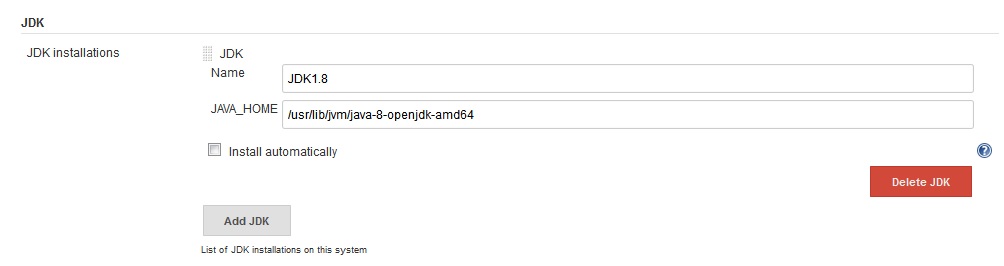 JDK
JDK installations
JDK
Name
JDK1.8
JAVA_HOME
/usr/lib/jvm/java-8-openjdk-amd64
Install automatically
?
Delete JDK
Add JDK
List of JDK installations on this system